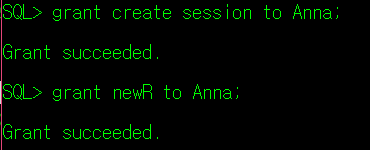 SQL> grant create session to Anna;
Grant succeeded.
SQL> grant newR to Anna;
Grant succeeded.